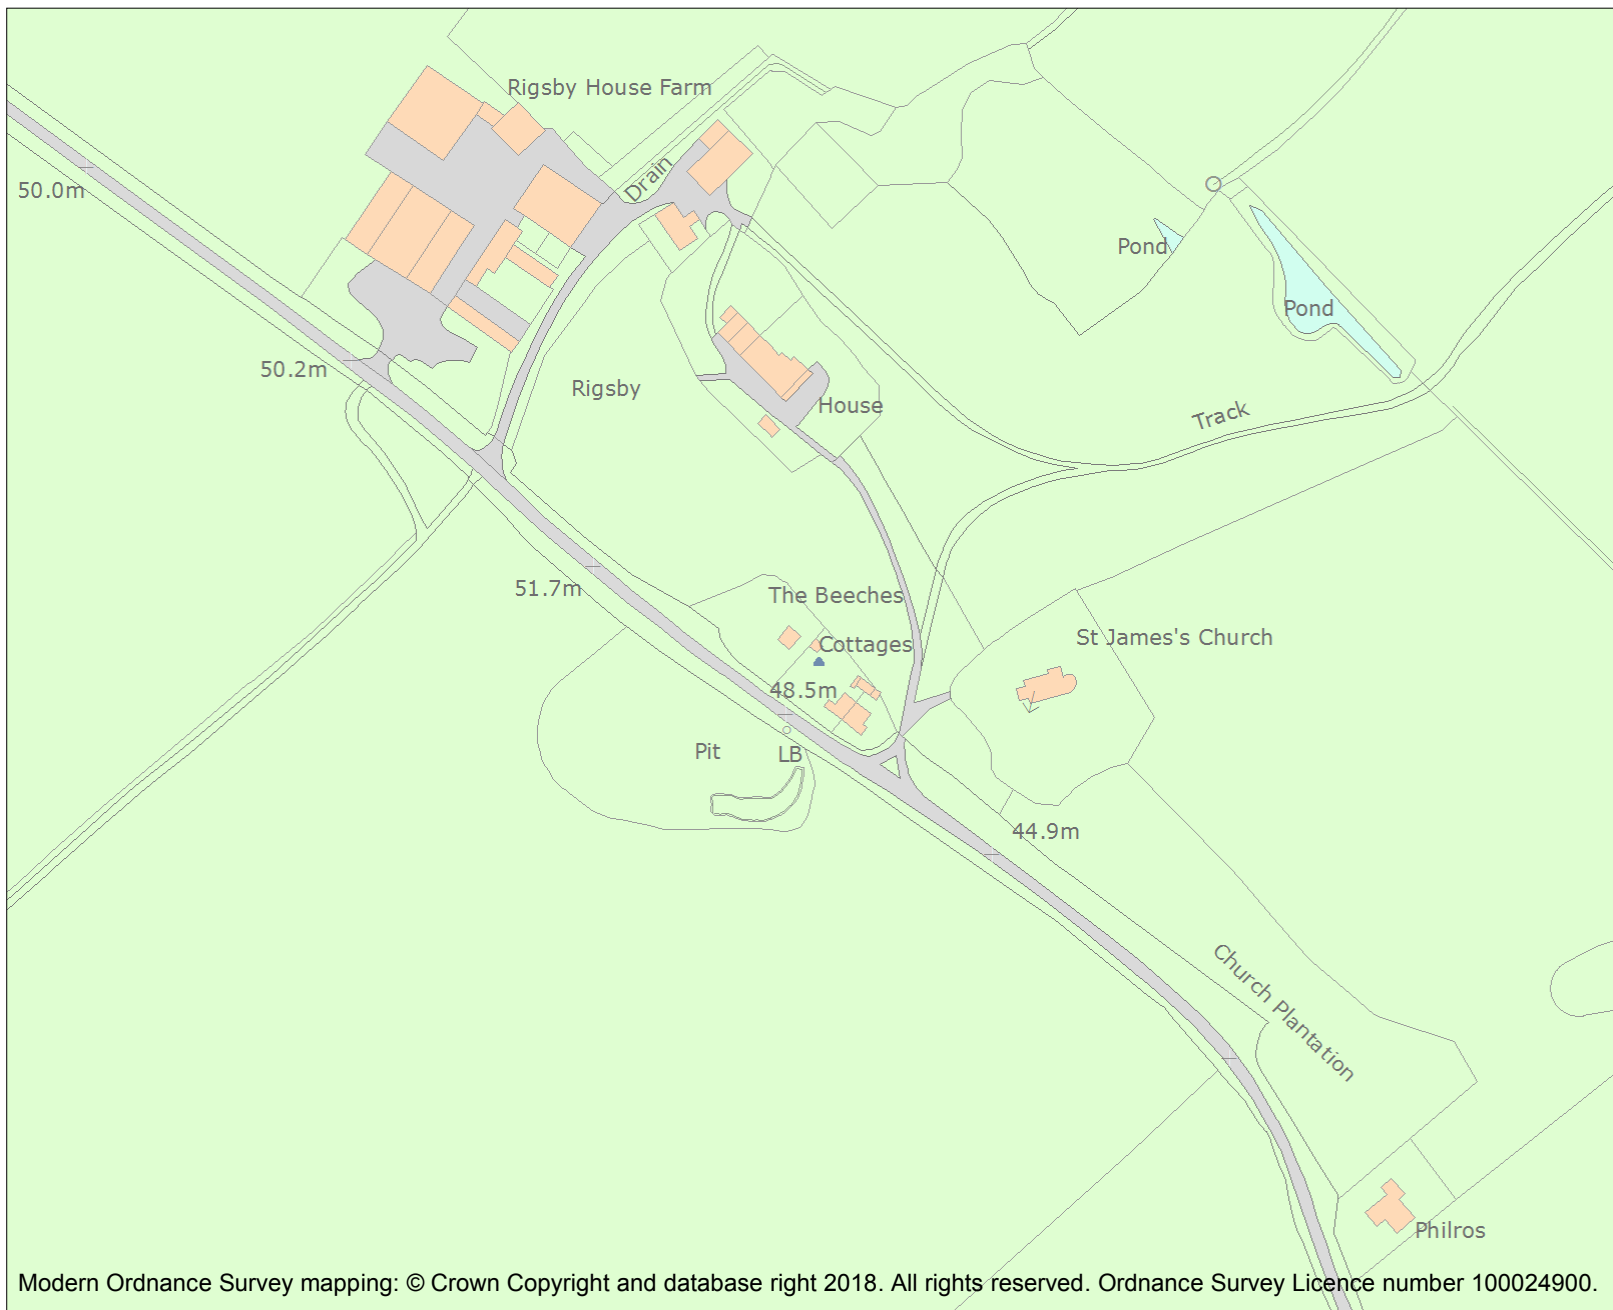 Rigsby House Farm
Drain
50.0m
Pond
Pond
50.2m
Rigsby
House
Track
51.7m
The Beeches
Cottages
St James's Church
48.5m
Pit
LB
44.9m
Church Plantation
Philros
Modern Ordnance Survey mapping: © Crown Copyright and database right 2018. All rights reserved. Ordnance Survey Licence number 100024900.